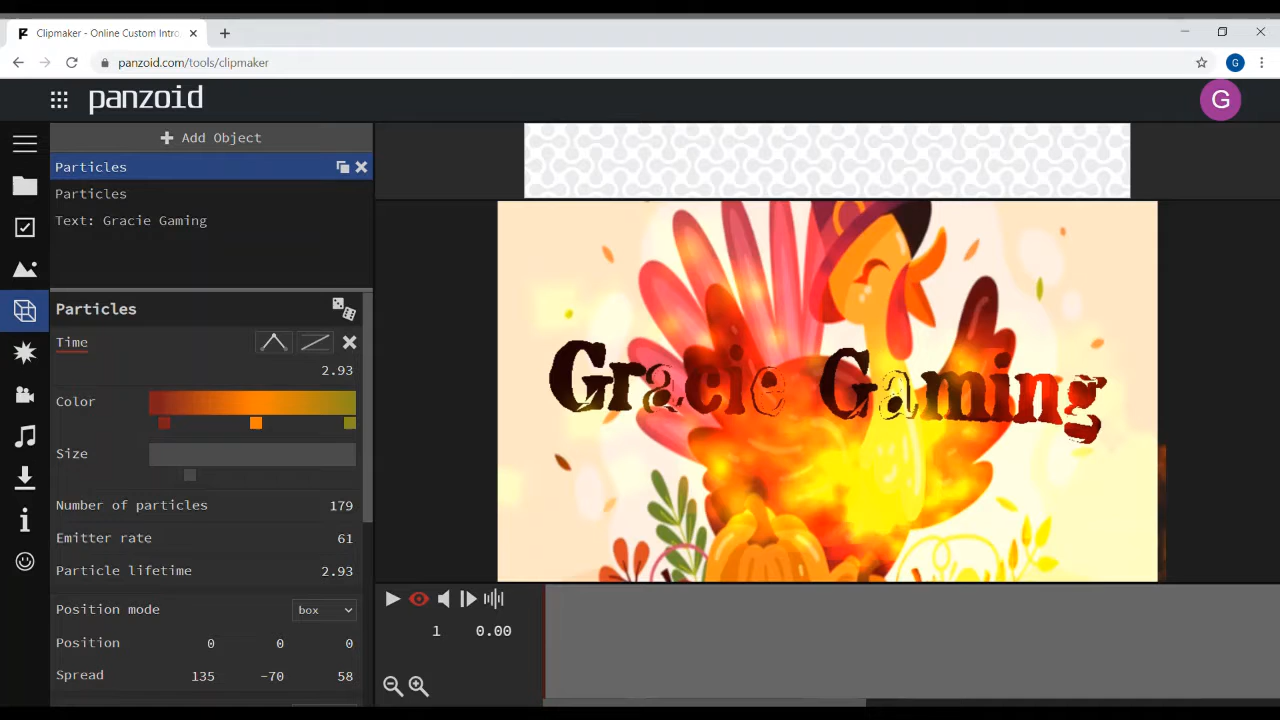 Clipmaker - Online Custom Intro
panzoid.com/tools/clipmaker
G
panzoid
G
Add Object
Particles
Particles
Text: Gracie Gaming
Particles
Time
2.93
Color
Size
Number of particles 179
Emitter rate 61
Particle lifetime 2.93
Position mode box
Position 0 0 0
Spread 135 -70 58
Gracie Gaming
1 0.00